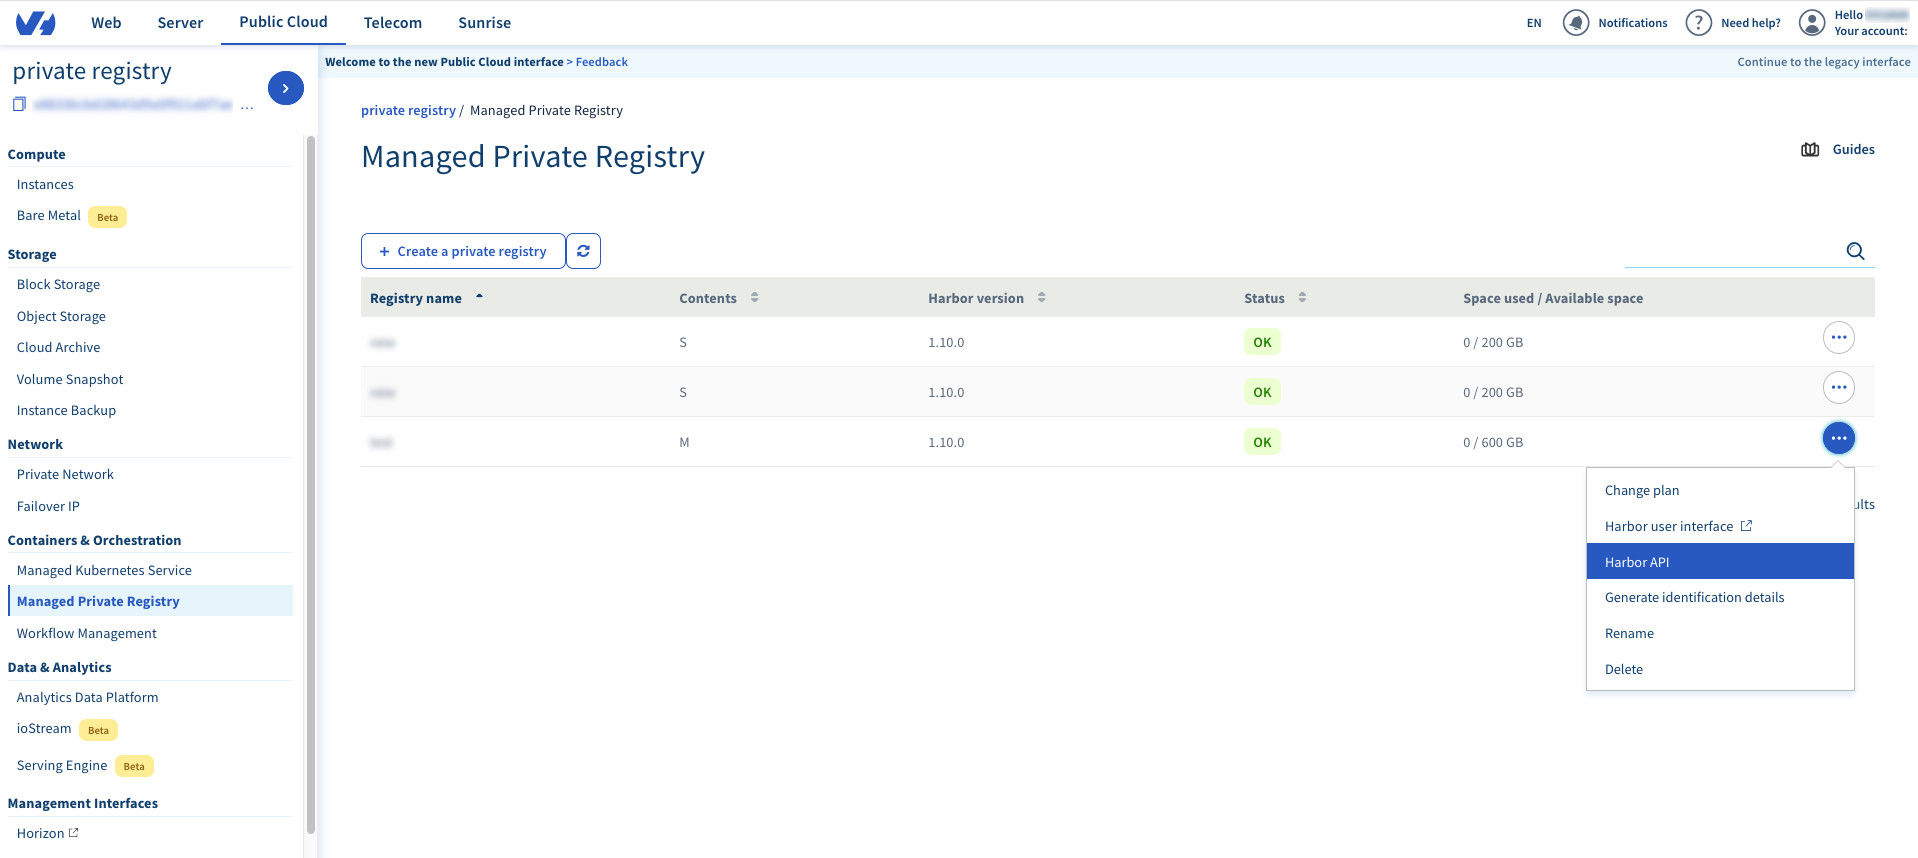 Web Server Public Cloud Telecom Sunrise EN Notifications Need help? Hello
Your account:
private registry
...
Welcome to the new Public Cloud interface > Feedback Continue to the legacy interface
Compute
Instances
Bare Metal Beta
Storage
Block Storage
Object Storage
Cloud Archive
Volume Snapshot
Instance Backup
Network
Private Network
Failover IP
Containers & Orchestration
Managed Kubernetes Service
Managed Private Registry
Workflow Management
Data & Analytics
Analytics Data Platform
ioStream Beta
Serving Engine Beta
Management Interfaces
Horizon
private registry / Managed Private Registry
Managed Private Registry
Guides
+ Create a private registry
Registry name Contents Harbor version Status Space used / Available space
S 1.10.0 OK 0 / 200 GB
S 1.10.0 OK 0 / 200 GB
M 1.10.0 OK 0 / 600 GB
Change plan
Harbor user interface
Harbor API
Generate identification details
Rename
Delete